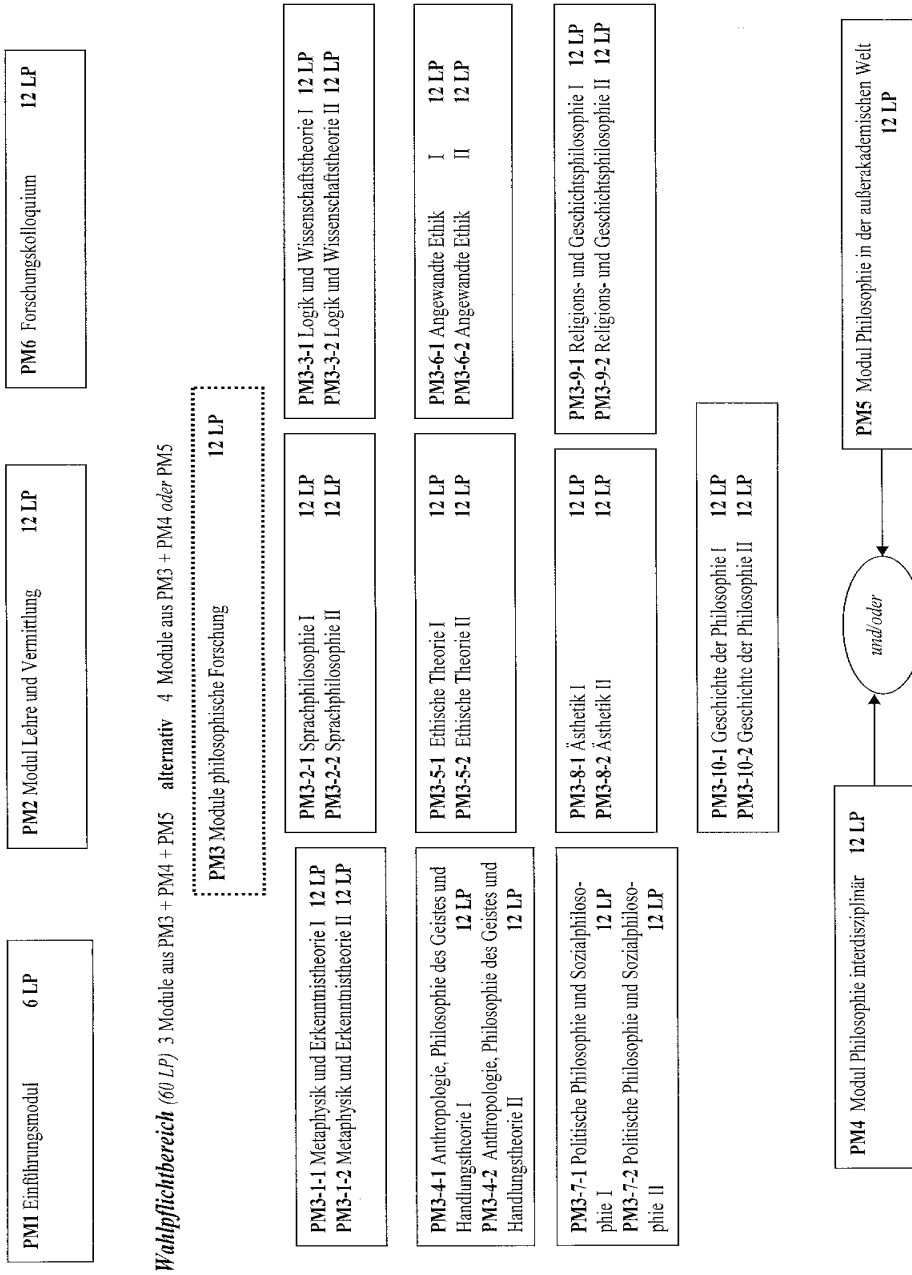 PM1 Einführungsmodul 6 LP
PM2 Modul Lehre und Vermittlung 12 LP
PM6 Forschungskolloquium 12 LP
Wahlpflichtbereich (60 LP) 3 Module aus PM3 + PM4 + PM5 alternativ 4 Module aus PM3 + PM4 oder PM5
PM3 Module philosophische Forschung 12 LP
PM3-1-1 Metaphysik und Erkenntnistheorie I 12 LP
PM3-1-2 Metaphysik und Erkenntnistheorie II 12 LP
PM3-2-1 Sprachphilosophie I 12 LP
PM3-2-2 Sprachphilosophie II 12 LP
PM3-3-1 Logik und Wissenschaftstheorie I 12 LP
PM3-3-2 Logik und Wissenschaftstheorie II 12 LP
PM3-4-1 Anthropologie, Philosophie des Geistes und
Handlungstheorie I 12 LP
PM3-4-2 Anthropologie, Philosophie des Geistes und
Handlungstheorie II 12 LP
PM3-5-1 Ethische Theorie I 12 LP
PM3-5-2 Ethische Theorie II 12 LP
PM3-6-1 Angewandte Ethik I 12 LP
PM3-6-2 Angewandte Ethik II 12 LP
PM3-7-1 Politische Philosophie und Sozialphiloso-
phie I 12 LP
PM3-7-2 Politische Philosophie und Sozialphiloso-
phie II 12 LP
PM3-8-1 Ästhetik I 12 LP
PM3-8-2 Ästhetik II 12 LP
PM3-9-1 Religions- und Geschichtsphilosophie I 12 LP
PM3-9-2 Religions- und Geschichtsphilosophie II 12 LP
PM3-10-1 Geschichte der Philosophie I 12 LP
PM3-10-2 Geschichte der Philosophie II 12 LP
PM4 Modul Philosophie interdisziplinär 12 LP
und/oder
PM5 Modul Philosophie in der außerakademischen Welt
12 LP